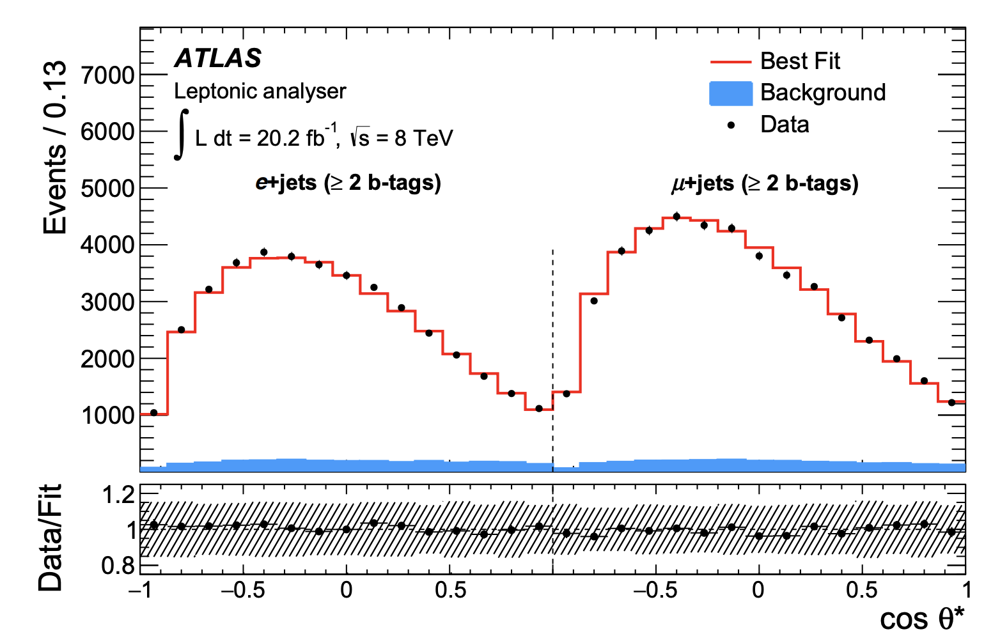 ATLAS
Leptonic analyser
∫ L dt = 20.2 fb⁻¹, √s = 8 TeV
Best Fit
Background
Data
e+jets (≥ 2 b-tags)
μ+jets (≥ 2 b-tags)
Events / 0.13
7000
6000
5000
4000
3000
2000
1000
Data/Fit
1.2
1
0.8
−1 −0.5 0 0.5 −0.5 0 0.5 1
cos θ*